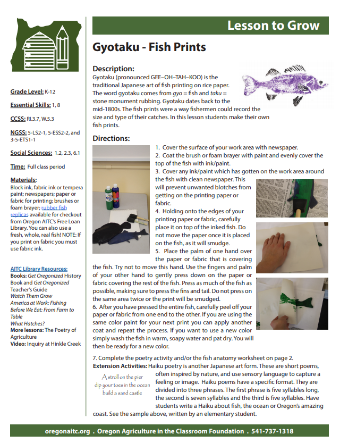 Lesson to Grow
Gyotaku - Fish Prints
Grade Level: K-12
Essential Skills: 1, 8
CCSS: RI.3.7, W.5.3
NGSS: 5-LS2-1, 5-ESS2-2, and
3-5-ETS1-1
Social Sciences: 1.2, 2.3, 6.1
Time: Full class period
Materials:
Block ink, fabric ink or tempera
paint; newspapers; paper or
fabric for printing; brushes or
foam brayer; rubber fish
replicas available for checkout
from Oregon AITC's Free Loan
Library. You can also use a
fresh, whole, real fish! NOTE: If
you print on fabric you must
use fabric ink.
AITC Library Resources:
Books: Get Oregonized History
Book and Get Oregonized
Teacher's Guide
Watch Them Grow
America at Work: Fishing
Before We Eat: From Farm to
Table
What Hatches?
More lessons: The Poetry of
Agriculture
Video: Inquiry at Hinkle Creek
Description:
Gyotaku (pronounced GEE-OH-TAH-KOO) is the
traditional Japanese art of fish printing on rice paper.
The word gyotaku comes from gyo = fish and taku =
stone monument rubbing. Gyotaku dates back to the
mid-1800s. The fish prints were a way fishermen could record the
size and type of their catches. In this lesson students make their own
fish prints.
Directions:
1. Cover the surface of your work area with newspaper.
2. Coat the brush or foam brayer with paint and evenly cover the
top of the fish with ink/paint.
3. Cover any ink/paint which has gotten on the work area around
the fish with clean newspaper. This
will prevent unwanted blotches from
getting on the printing paper or
fabric
4. Holding onto the edges of your
printing paper or fabric, carefully
place it on top of the inked fish. Do
not move the paper once it is placed
on the fish, as it will smudge.
5. Place the palm of one hand over
the paper or fabric that is covering
the fish. Try not to move this hand. Use the fingers and palm
of your other hand to gently press down on the paper or
fabric covering the rest of the fish. Press as much of the fish as
possible, making sure to press the fins and tail. Do not press on
the same area twice or the print will be smudged.
6. After you have pressed the entire fish, carefully peel off your
paper or fabric from one end to the other. If you are using the
same color paint for your next print you can apply another
coat and repeat the process. If you want to use a new color
simply wash the fish in warm, soapy water and pat dry. You will
then be ready for a new color.
7. Complete the poetry activity and/or the fish anatomy worksheet on page 2.
Extension Activities: Haiku poetry is another Japanese art form. These are short poems,
often inspired by nature, and use sensory language to capture a
feeling or image. Haiku poems have a specific format. They are
divided into three phrases. The first phrase is five syllables long,
the second is seven syllables and the third is five syllables. Have
students write a Haiku about fish, the ocean or Oregon's amazing
coast. See the sample above, written by an elementary student.
A stroll on the pier
dip your toes in the ocean
build a sand castle
oregonaitc.org . Oregon Agriculture in the Classroom Foundation . 541-737-1318